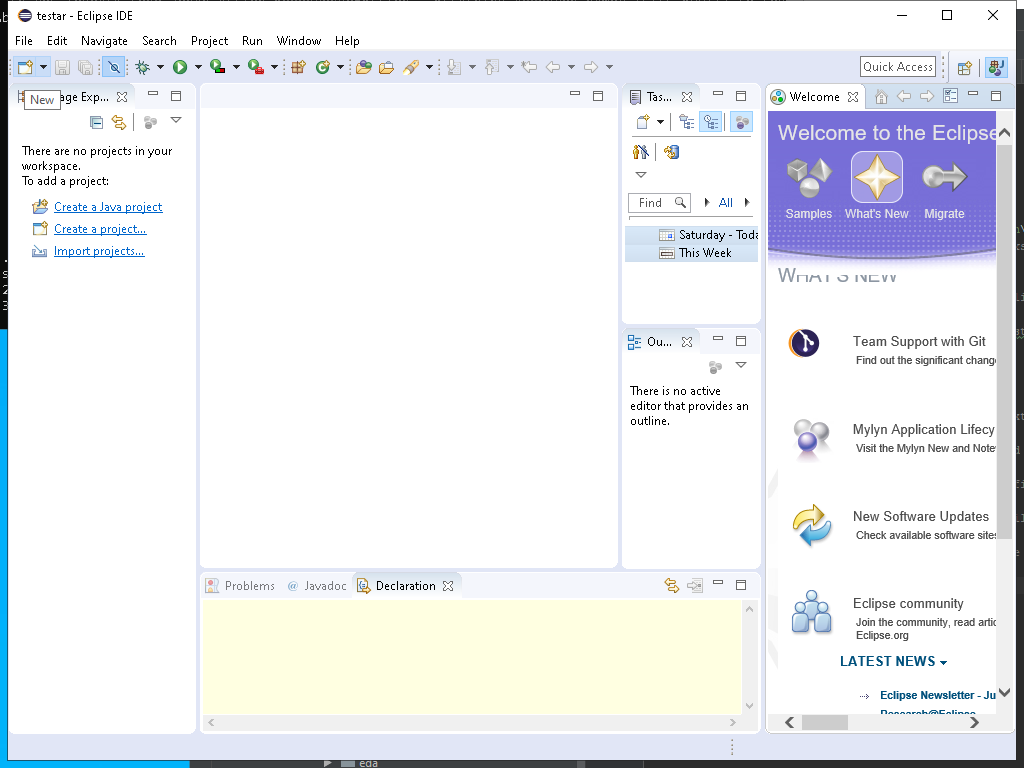 testar - Eclipse IDE
File Edit Navigate Search Project Run Window Help
Quick Access
New
age Exp...
There are no projects in your
workspace.
To add a project:
Create a Java project
Create a project...
Import projects...
Tas...
Find
All
Saturday - Toda
This Week
Ou...
There is no active
editor that provides an
outline.
Problems
@ Javadoc
Declaration
Welcome
Welcome to the Eclipse
Samples
What's New
Migrate
WHAT'S NEW
Team Support with Git
Find out the significant chang
Mylyn Application Lifecy
Visit the Mylyn New and Note
New Software Updates
Check available software sites
Eclipse community
Join the community, read artic
Eclipse.org
LATEST NEWS
Eclipse Newsletter - Ju
Research@Eclipse
eda